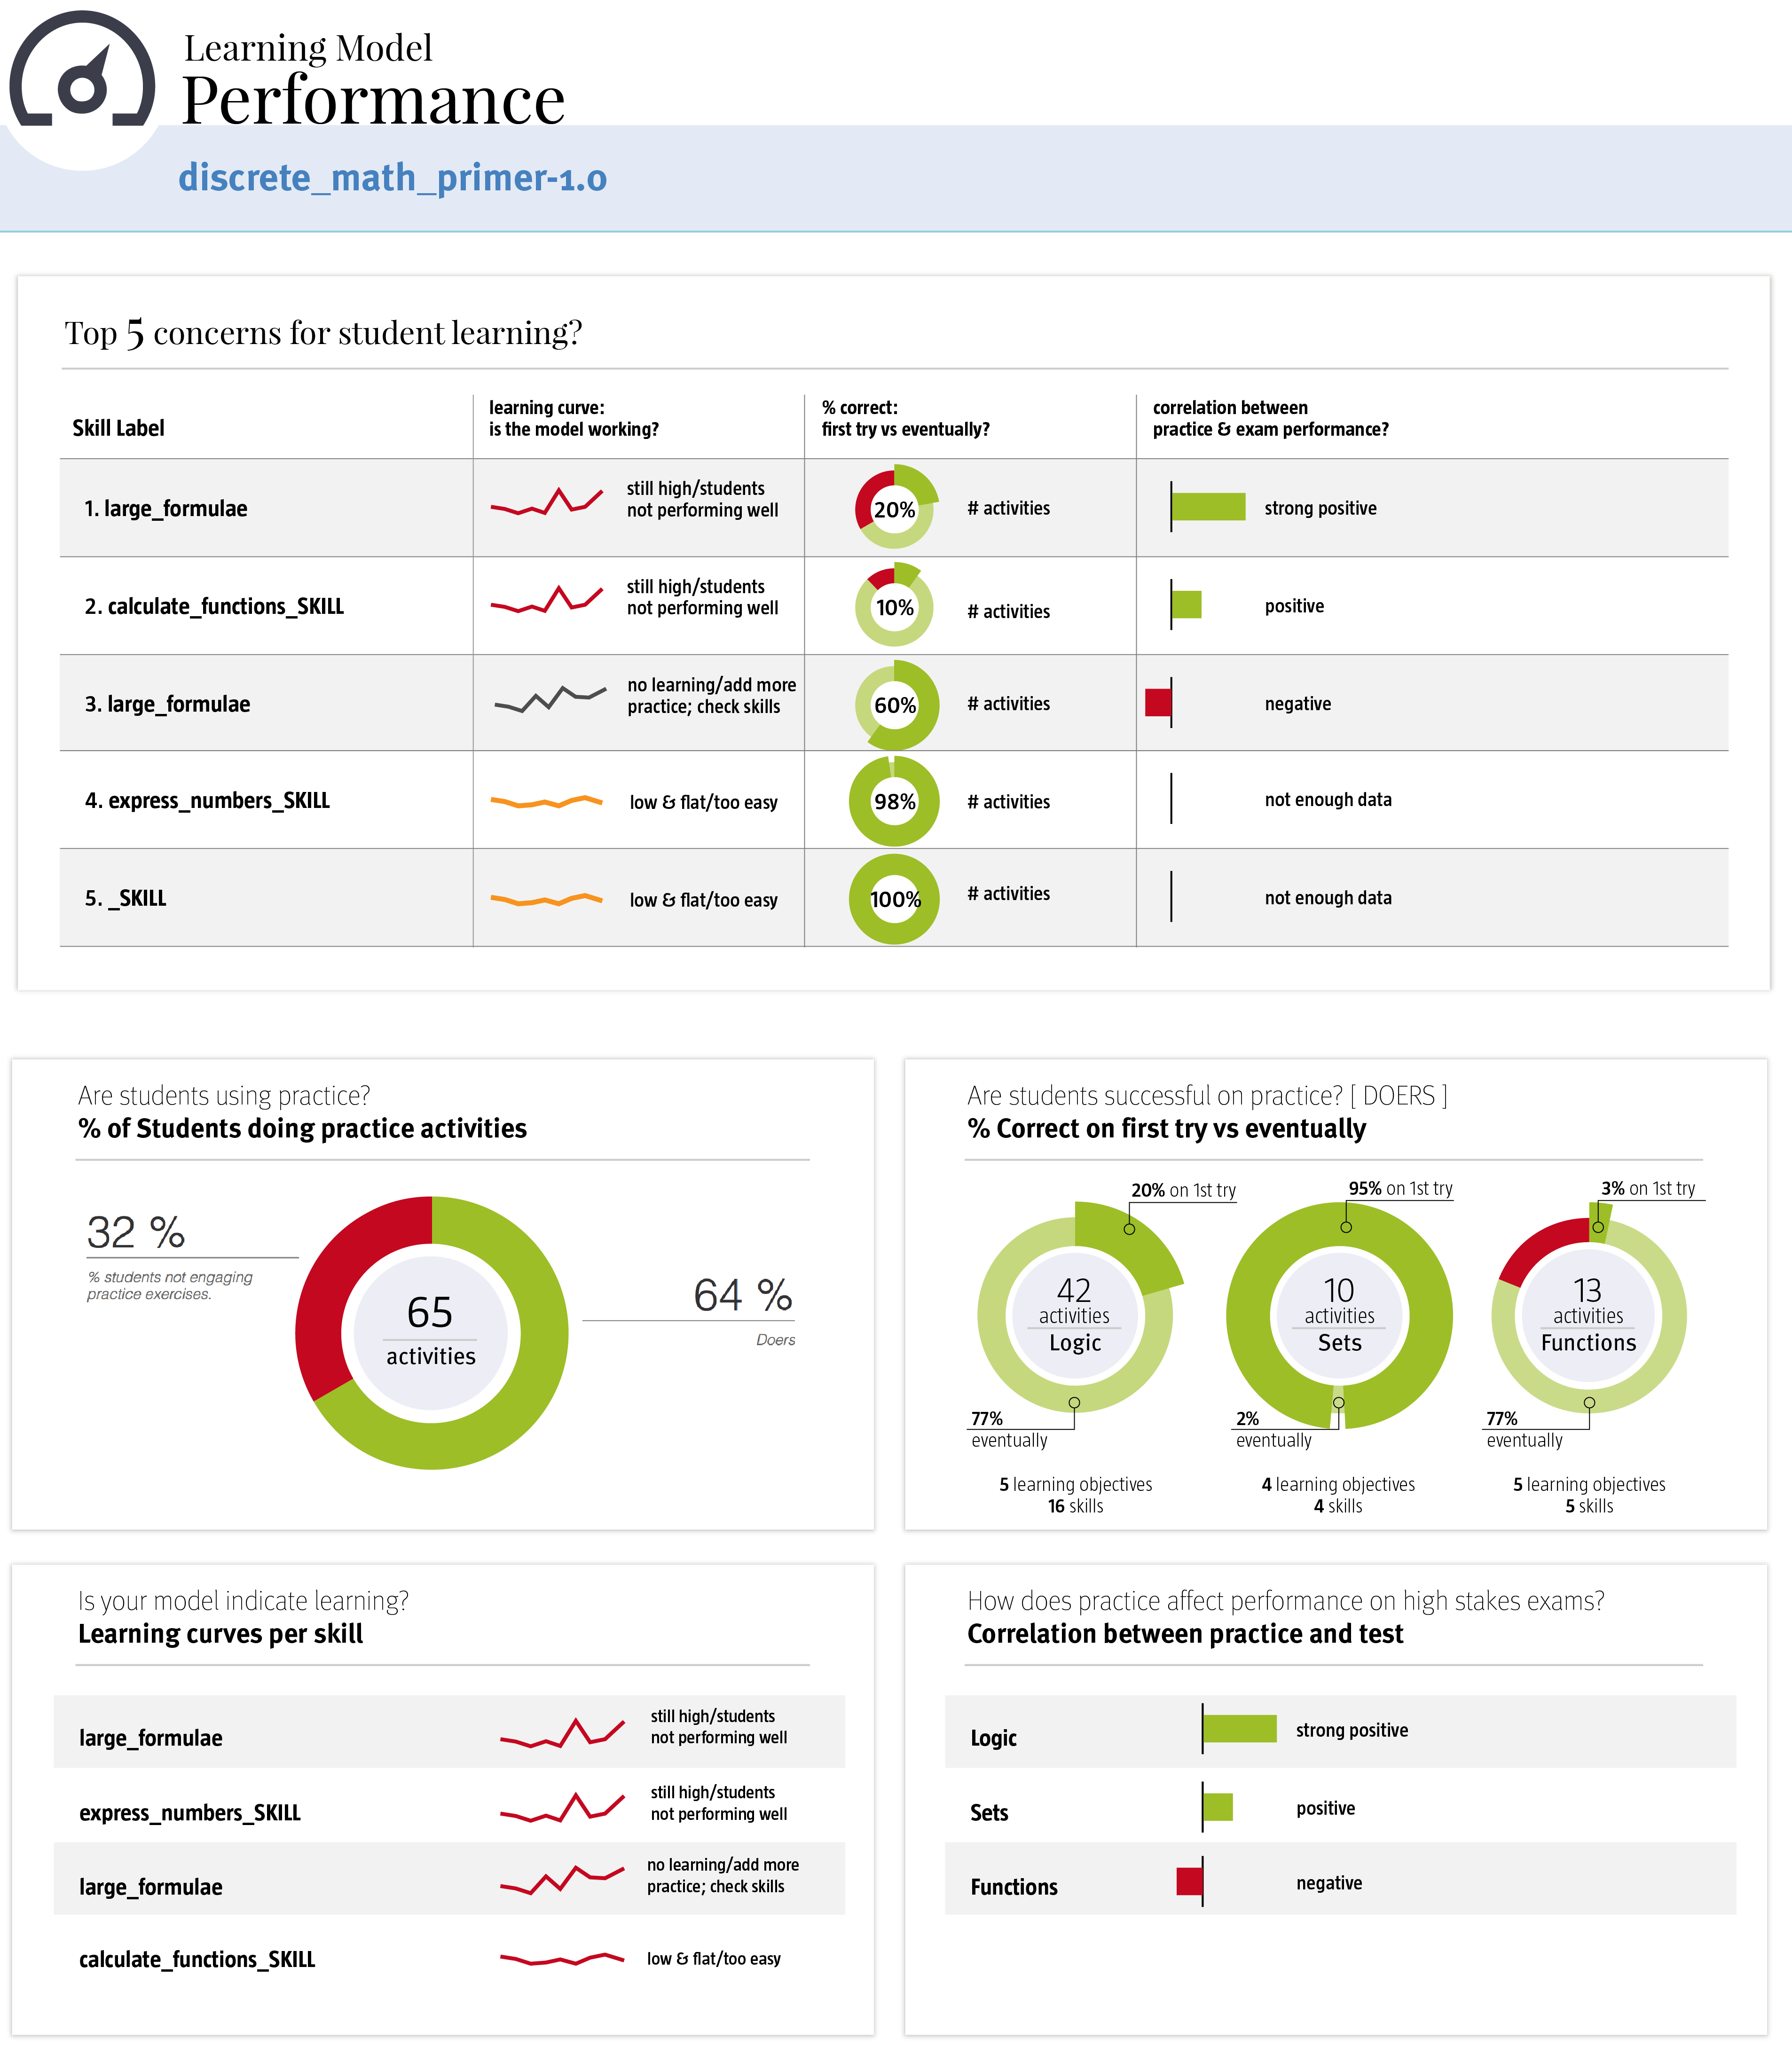 Learning Model
Performance
discrete_math_primer-1.0
Top 5 concerns for student learning?
Skill Label
learning curve:
is the model working?
% correct:
first try vs eventually?
correlation between
practice & exam performance?
1. large_formulae
still high/students
not performing well
20%
# activities
strong positive
2. calculate_functions_SKILL
still high/students
not performing well
10%
# activities
positive
3. large_formulae
no learning/add more
practice; check skills
60%
# activities
negative
4. express_numbers_SKILL
low & flat/too easy
98%
# activities
not enough data
5. _SKILL
low & flat/too easy
100%
# activities
not enough data
Are students using practice?
% of Students doing practice activities
32 %
% students not engaging
practice exercises.
65
activities
64 %
Doers
Are students successful on practice? [ DOERS ]
% Correct on first try vs eventually
20% on 1st try
42
activities
Logic
77%
eventually
5 learning objectives
16 skills
95% on 1st try
10
activities
Sets
2%
eventually
4 learning objectives
4 skills
3% on 1st try
13
activities
Functions
77%
eventually
5 learning objectives
5 skills
Is your model indicate learning?
Learning curves per skill
large_formulae
still high/students
not performing well
express_numbers_SKILL
still high/students
not performing well
large_formulae
no learning/add more
practice; check skills
calculate_functions_SKILL
low & flat/too easy
How does practice affect performance on high stakes exams?
Correlation between practice and test
Logic
strong positive
Sets
positive
Functions
negative